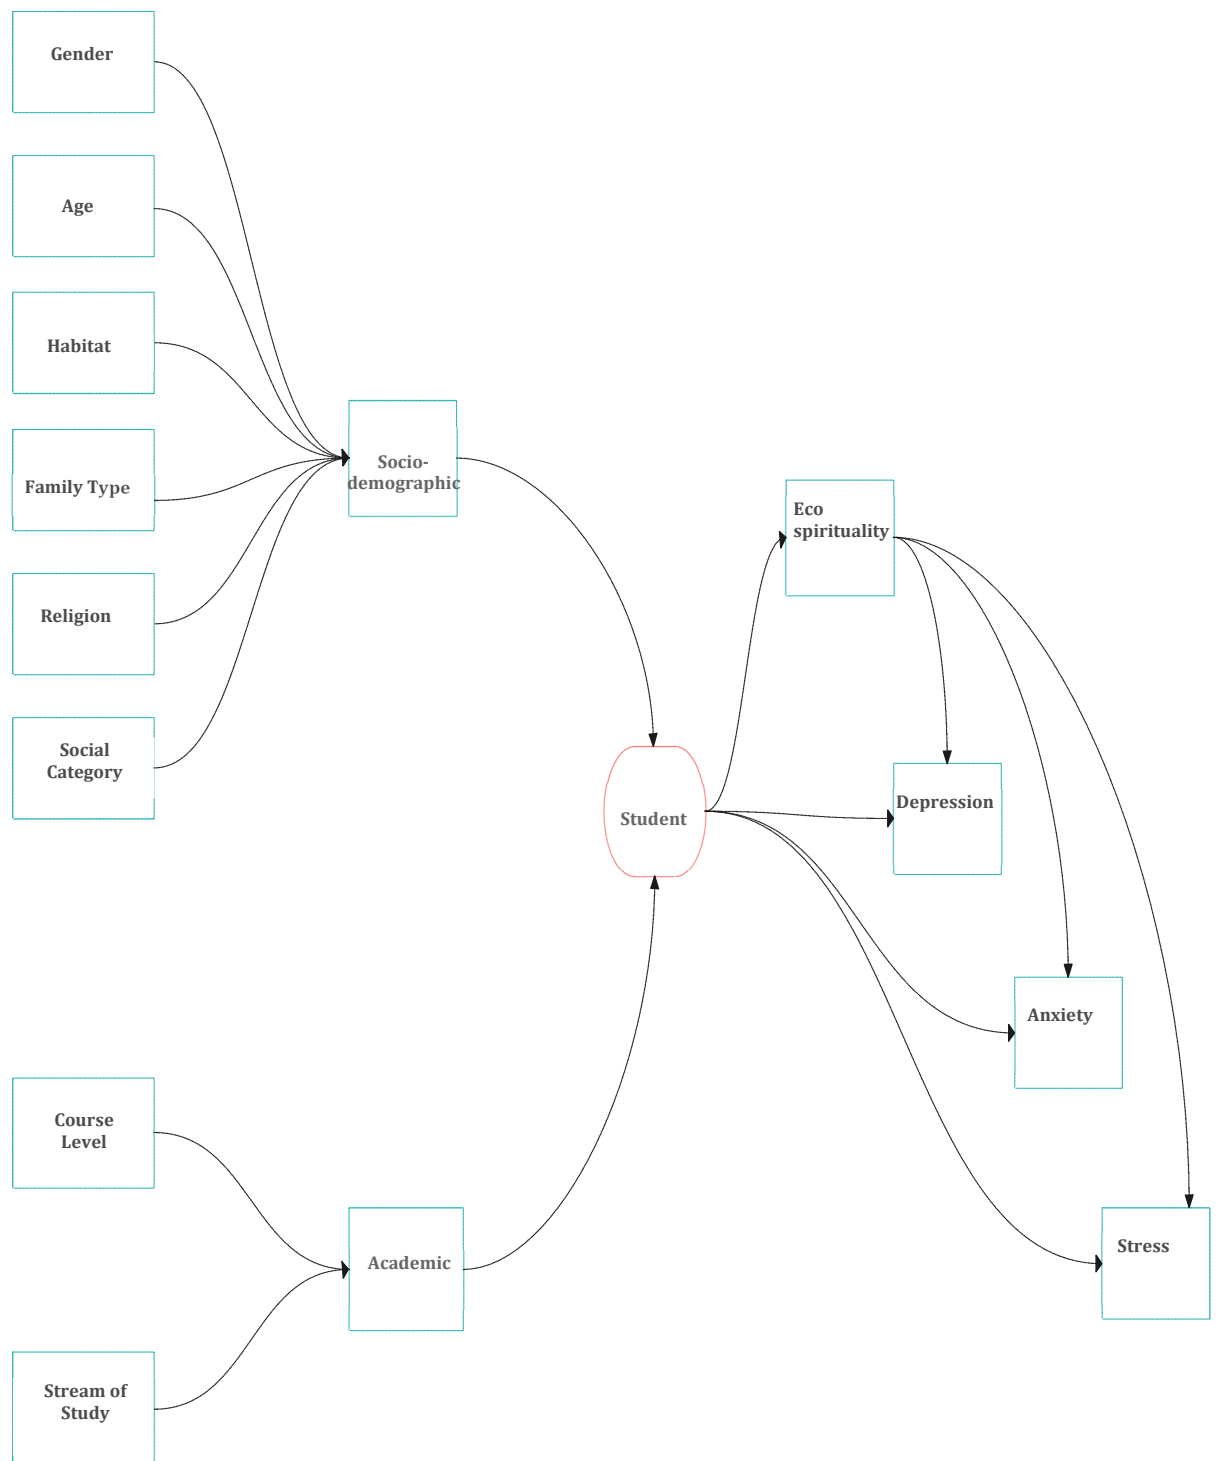 Gender
Age
Habitat
Family Type
Religion
Social
Category
Socio-
demographic
Eco
spirituality
Student
Depression
Anxiety
Stress
Course
Level
Academic
Stream of
Study